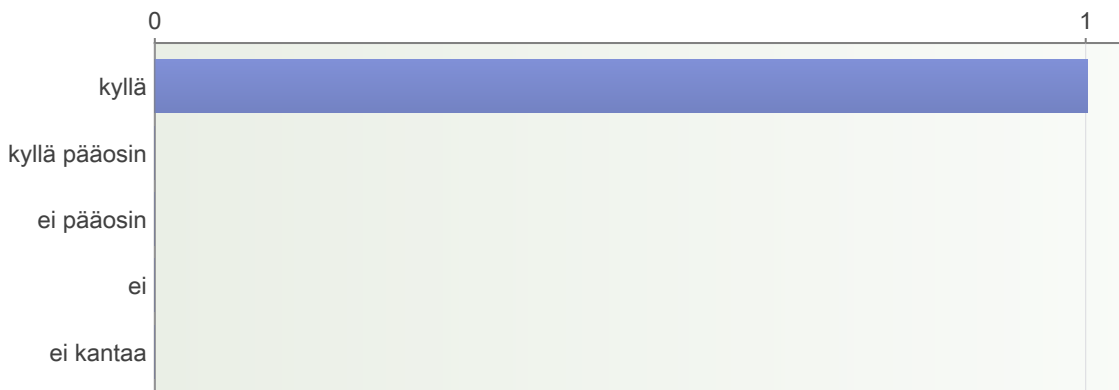 0 1
kyllä
kyllä pääosin
ei pääosin
ei
ei kantaa